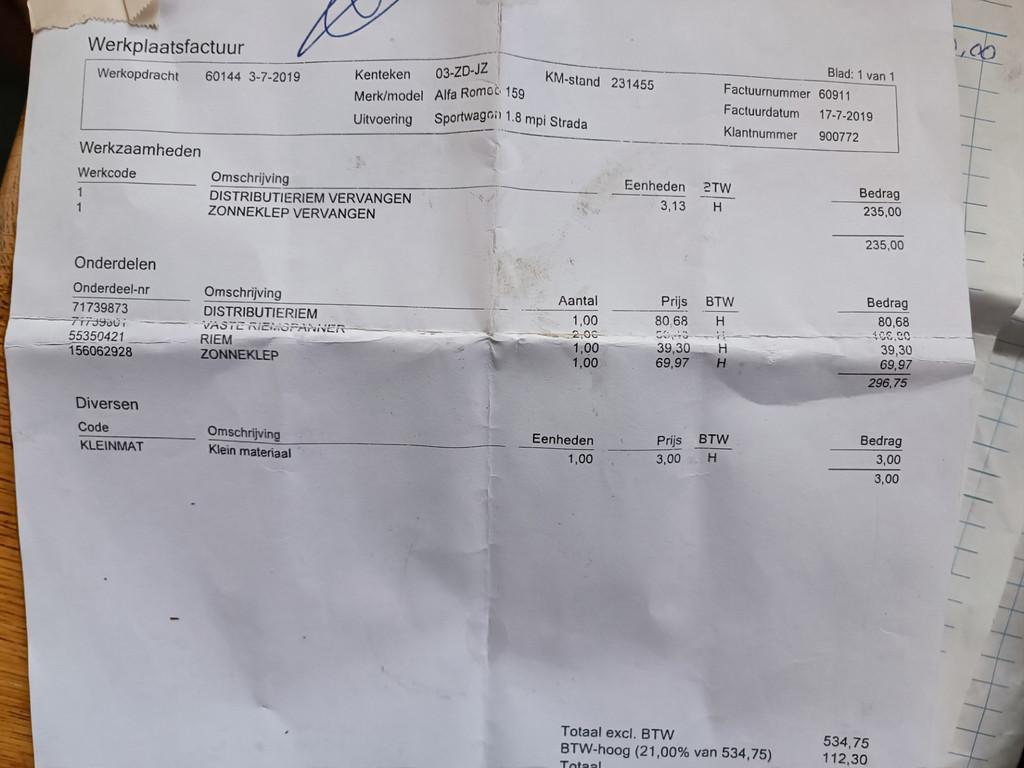 Werkplaatsfactuur
,00
Blad: 1 van 1
Werkopdracht 60144 3-7-2019 Kenteken 03-ZD-JZ KM-stand 231455 Factuurnummer 60911
Merk/model Alfa Romeo 159 Factuurdatum 17-7-2019
Uitvoering Sportwagon 1.8 mpi Strada Klantnummer 900772
Werkzaamheden
Werkcode Omschrijving Eenheden BTW Bedrag
1 DISTRIBUTIERIEM VERVANGEN 3,13 H 235,00
1 ZONNEKLEP VERVANGEN
235,00
Onderdelen
Onderdeel-nr Omschrijving Aantal Prijs BTW Bedrag
71739873 DISTRIBUTIERIEM 1,00 80,68 H 80,68
VASTE RIEMSPANNER 2,00 H
55350421 RIEM 1,00 39,30 H 39,30
156062928 ZONNEKLEP 1,00 69,97 H 69,97
296,75
Diversen
Code Omschrijving Eenheden Prijs BTW Bedrag
KLEINMAT Klein materiaal 1,00 3,00 H 3,00
3,00
Totaal excl. BTW 534,75
BTW-hoog (21,00% van 534,75) 112,30
Totaal